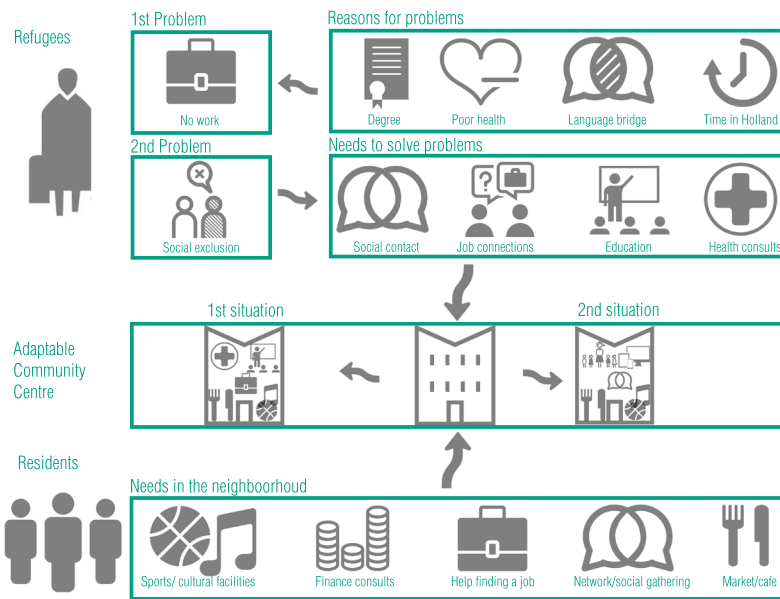 Refugees
1st Problem
No work
Reasons for problems
Degree
Poor health
Language bridge
Time in Holland
2nd Problem
Social exclusion
Needs to solve problems
?
Social contact
Job connections
Education
Health consults
Adaptable
Community
Centre
1st situation
2nd situation
Residents
Needs in the neighboorhoud
Sports/ cultural facilities
Finance consults
Help finding a job
Network/social gathering
Market/cafe